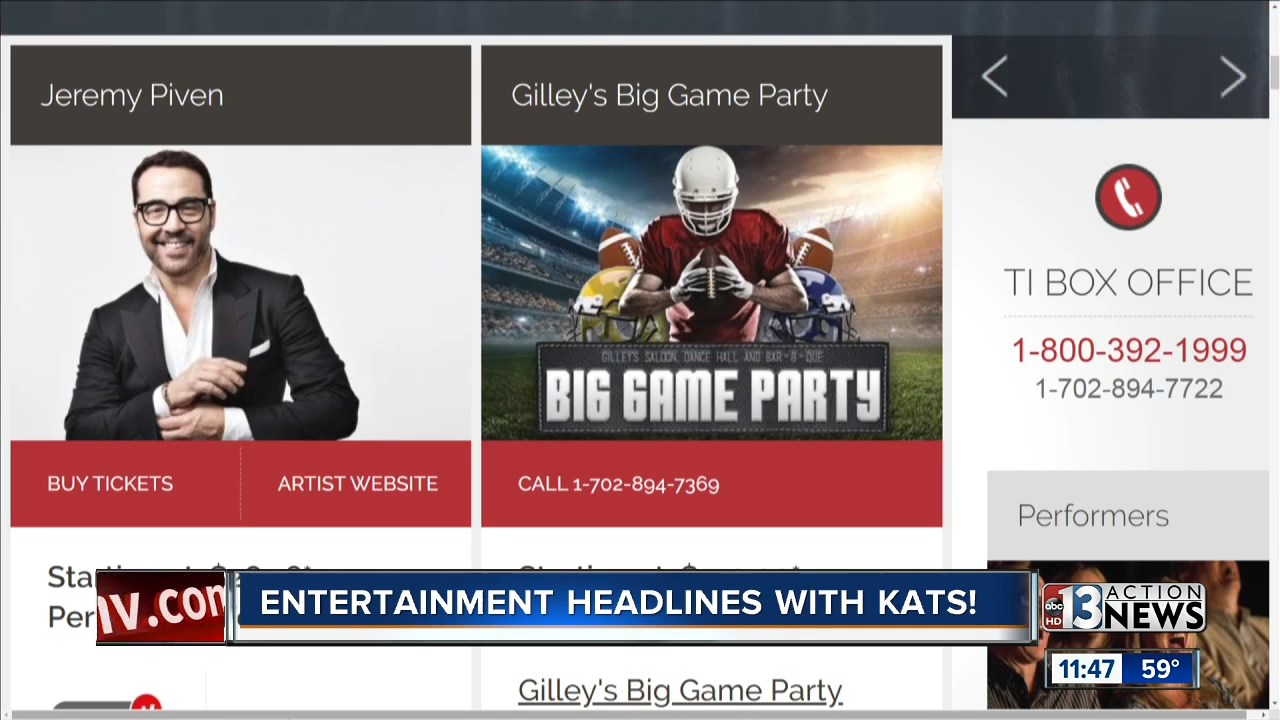 Jeremy Piven
BUY TICKETS
ARTIST WEBSITE
Gilley's Big Game Party
GILLEY'S SALOON, DANCE HALL AND BAR-B-QUE
BIG GAME PARTY
CALL 1-702-894-7369
Gilley's Big Game Party
TI BOX OFFICE
1-800-392-1999
1-702-894-7722
Performers
ENTERTAINMENT HEADLINES WITH KATS!
abc
HD
13 ACTION
NEWS
11:47 59°